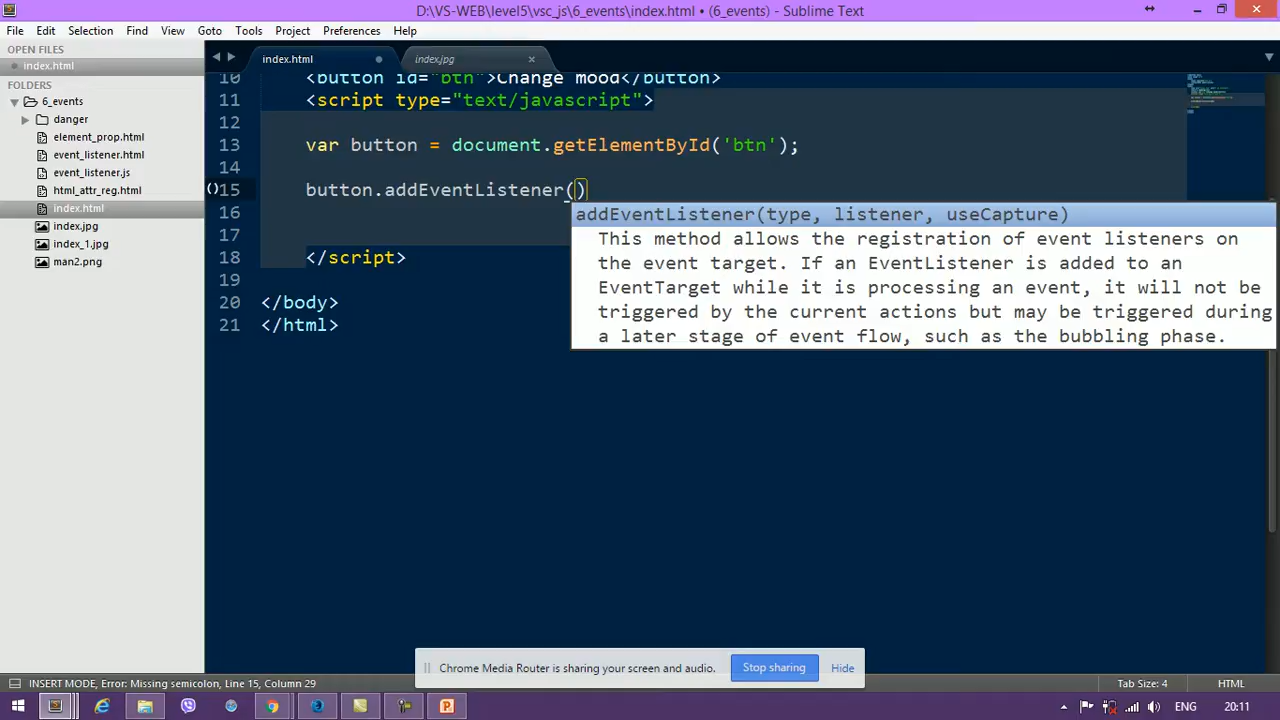 D:\VS-WEB\level5\vsc_js\6_events\index.html • (6_events) - Sublime Text
File Edit Selection Find View Goto Tools Project Preferences Help
OPEN FILES
index.html
FOLDERS
6_events
danger
element_prop.html
event_listener.html
event_listener.js
html_attr_reg.html
index.html
index.jpg
index_1.jpg
man2.png
index.html
index.jpg
10 <button id="btn">Change mood</button>
11 <script type="text/javascript">
12
13 var button = document.getElementById('btn');
14
15 button.addEventListener()
16
17
18 </script>
19
20 </body>
21 </html>
addEventListener(type, listener, useCapture)
This method allows the registration of event listeners on
the event target. If an EventListener is added to an
EventTarget while it is processing an event, it will not be
triggered by the current actions but may be triggered during
a later stage of event flow, such as the bubbling phase.
Chrome Media Router is sharing your screen and audio. Stop sharing Hide
INSERT MODE, Error: Missing semicolon, Line 15, Column 29 Tab Size: 4 HTML
ENG 20:11